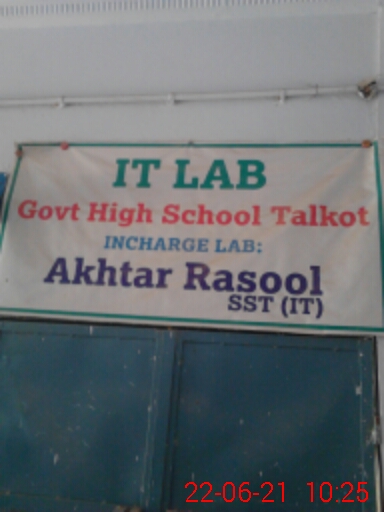 IT LAB
Govt High School Talkot
INCHARGE LAB:
Akhtar Rasool
SST (IT)
22-06-21 10:25